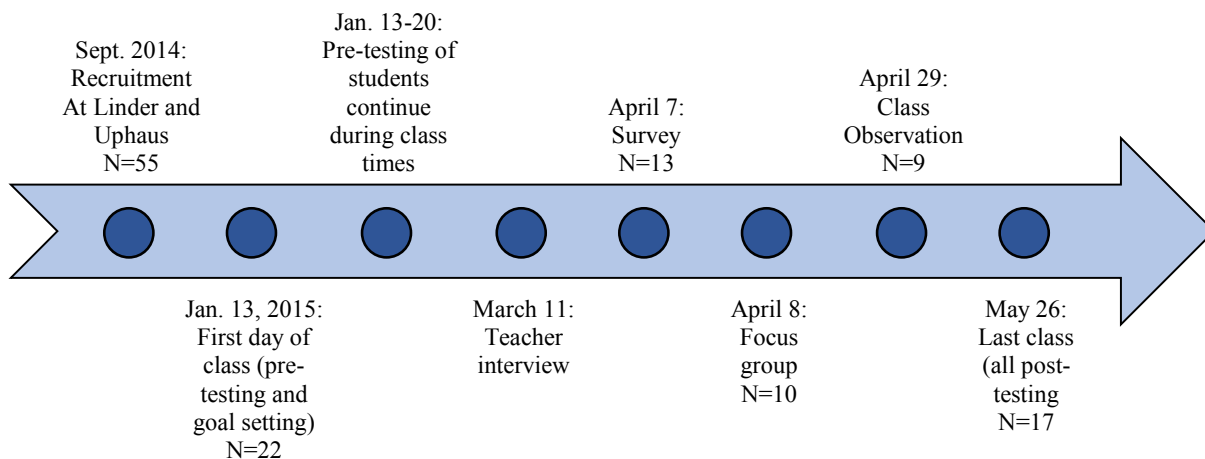 Sept. 2014:
Recruitment
At Linder and
Uphaus
N=55
Jan. 13, 2015:
First day of
class (pre-
testing and
goal setting)
N=22
Jan. 13-20:
Pre-testing of
students
continue
during class
times
March 11:
Teacher
interview
April 7:
Survey
N=13
April 8:
Focus
group
N=10
April 29:
Class
Observation
N=9
May 26:
Last class
(all post-
testing
N=17